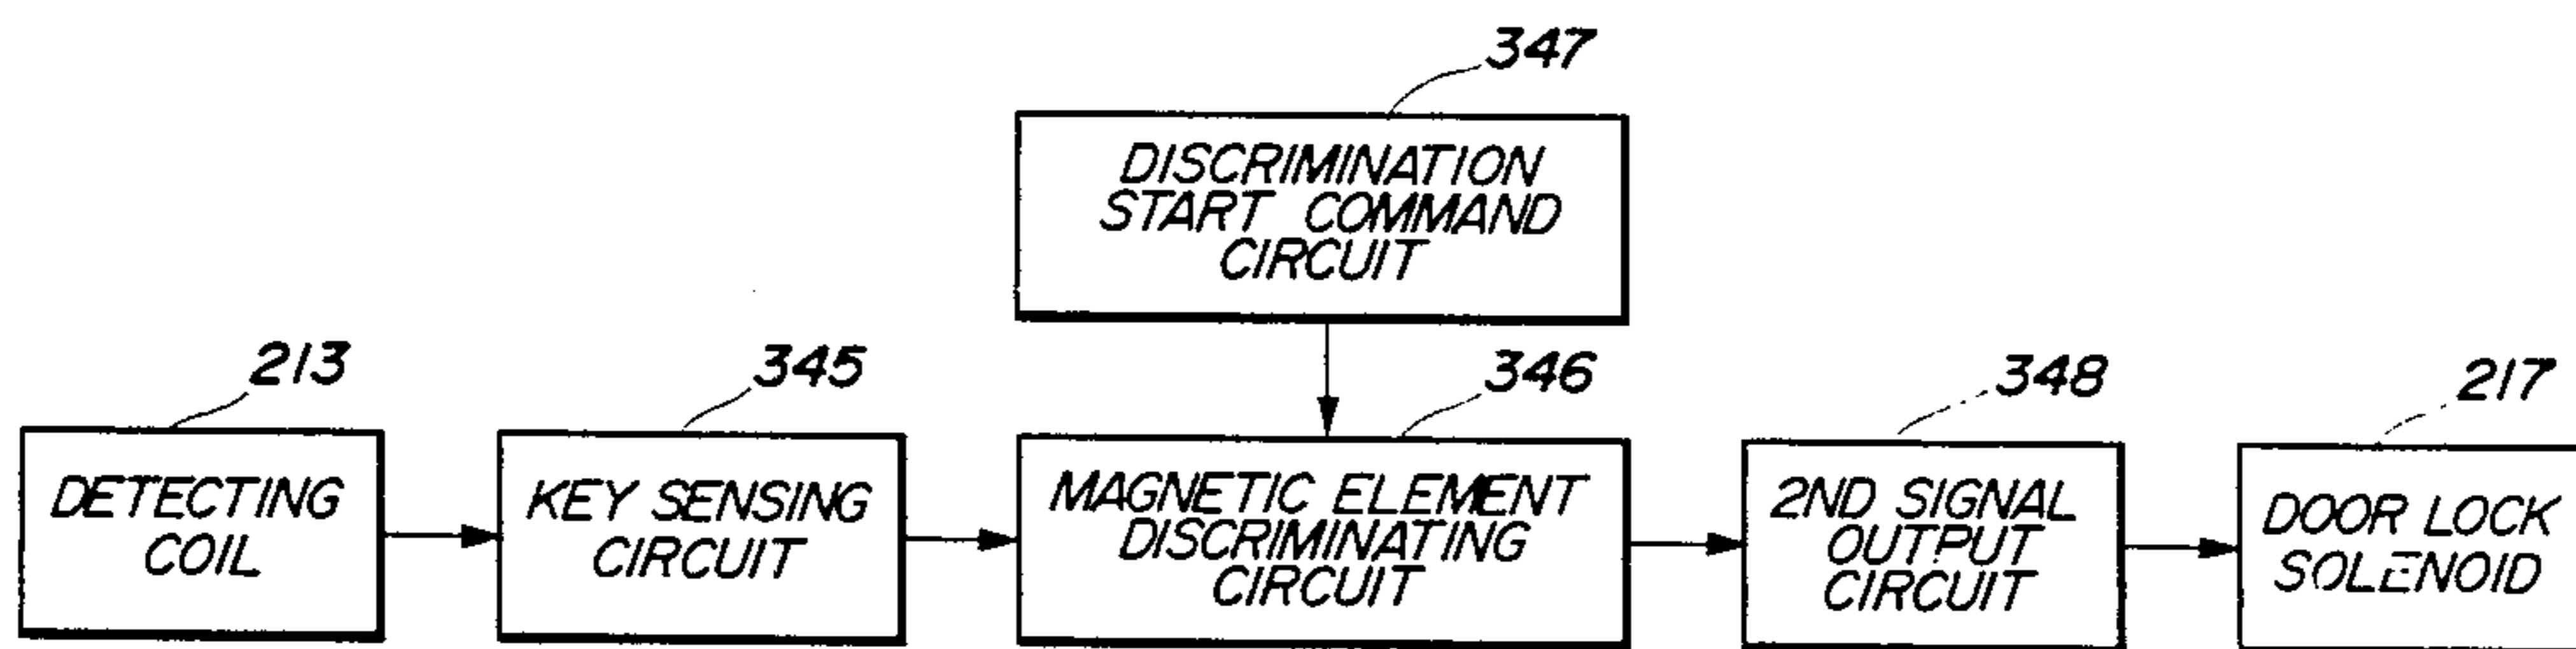 347
DISCRIMINATION
START COMMAND
CIRCUIT
213
345
346
348
217
DETECTING
COIL
KEY SENSING
CIRCUIT
MAGNETIC ELEMENT
DISCRIMINATING
CIRCUIT
2ND SIGNAL
OUTPUT
CIRCUIT
DOOR LOCK
SOLENOID